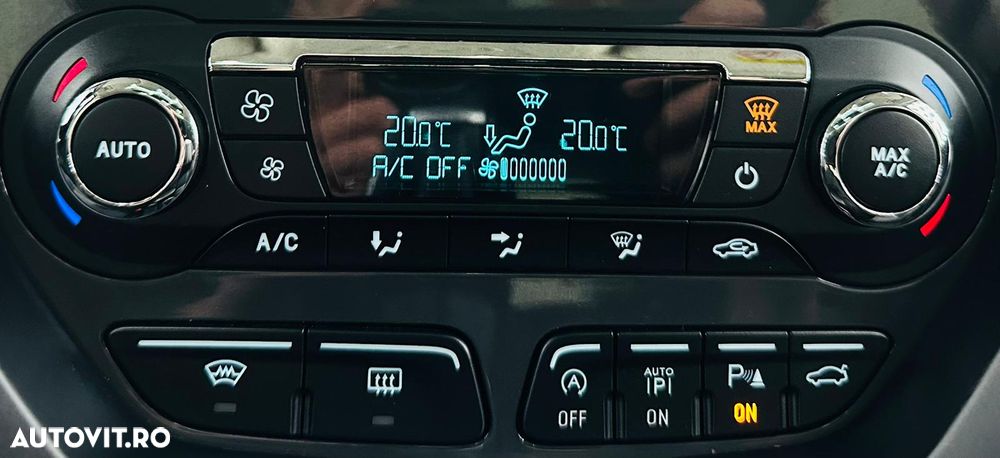 AUTO
20.0°C
20.0°C
A/C OFF
MAX
MAX
A/C
A/C
A
OFF
AUTO
P
ON
P
ON
AUTOVIT.RO